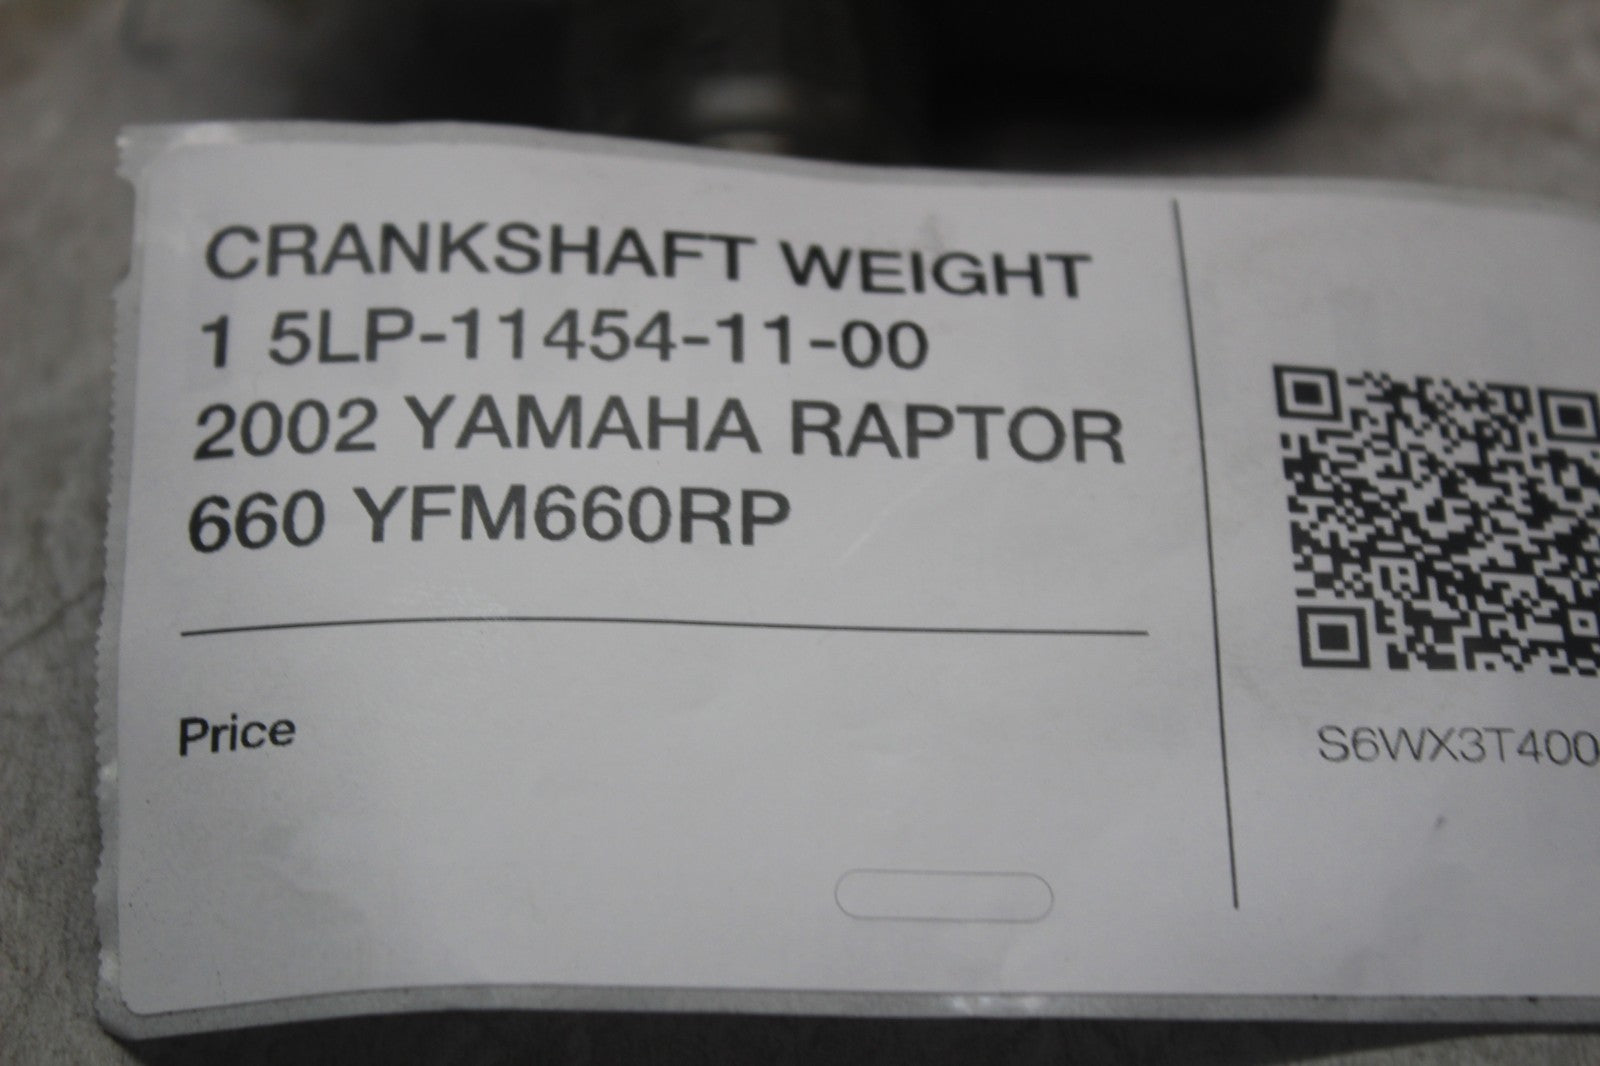 CRANKSHAFT WEIGHT
1 5LP-11454-11-00
2002 YAMAHA RAPTOR
660 YFM660RP
Price
S6WX3T400